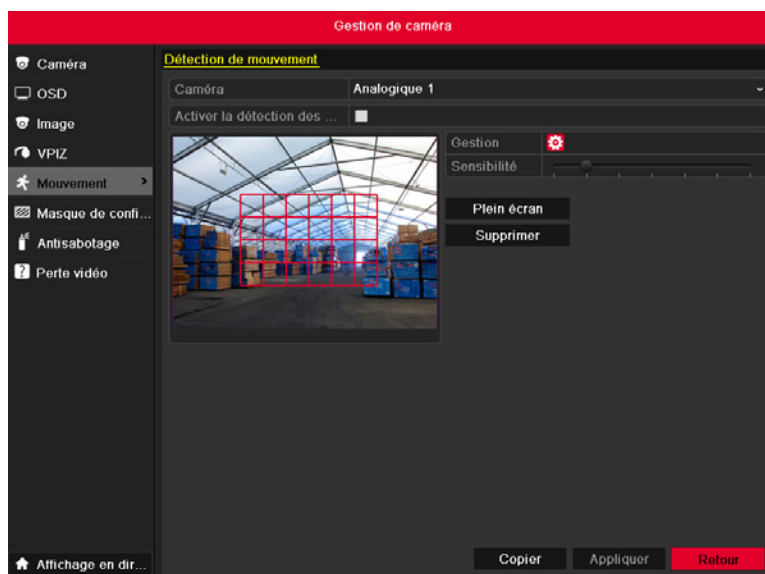 Gestion de caméra
Caméra
OSD
Image
VPIZ
Mouvement
Masque de confi...
Antisabotage
Perte vidéo
Affichage en dir...
Détection de mouvement
Caméra Analogique 1
Activer la détection des ...
Gestion
Sensibilité
Plein écran
Supprimer
Copier Appliquer Retour